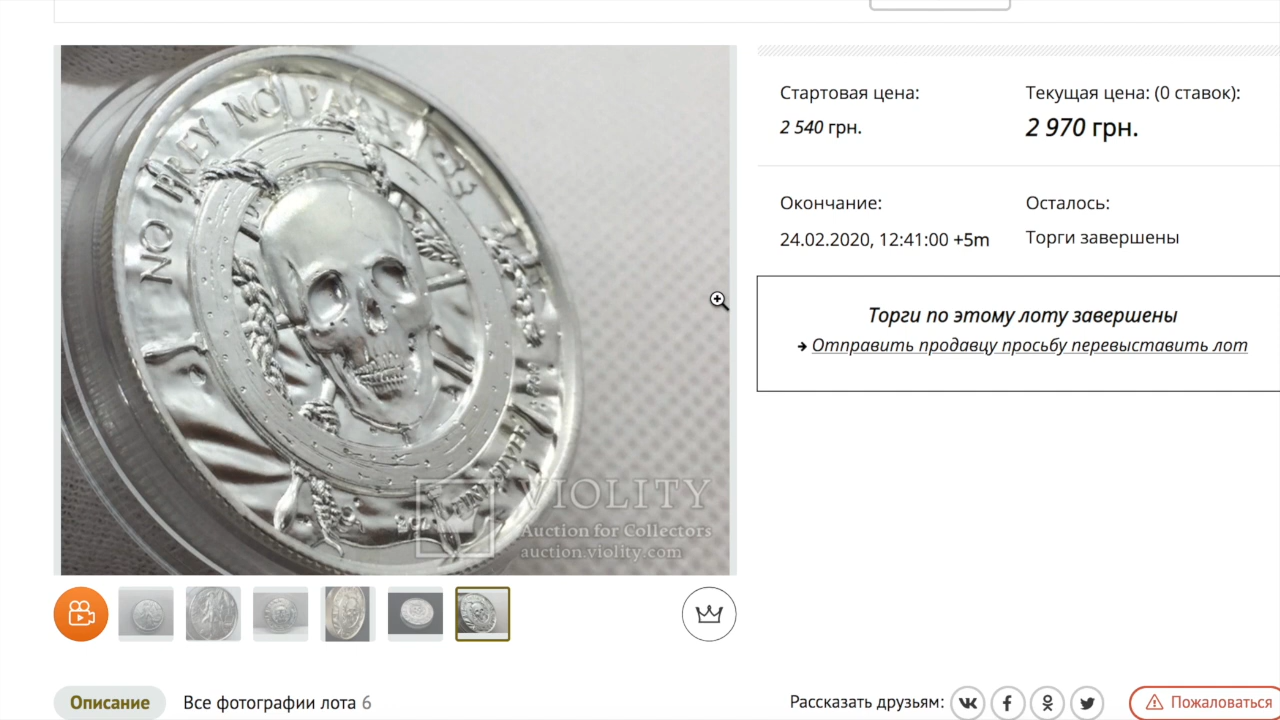 Стартовая цена:
Текущая цена: (0 ставок):
2 540 грн.
2 970 грн.
Окончание:
Осталось:
24.02.2020, 12:41:00 +5m
Торги завершены
Торги по этому лоту завершены
Отправить продавцу просьбу перевыставить лот
NO PREY NO PAY
FINE SILVER
VIOLITY
Auction for Collectors
auction.violity.com
Описание
Все фотографии лота 6
Рассказать друзьям:
Пожаловаться